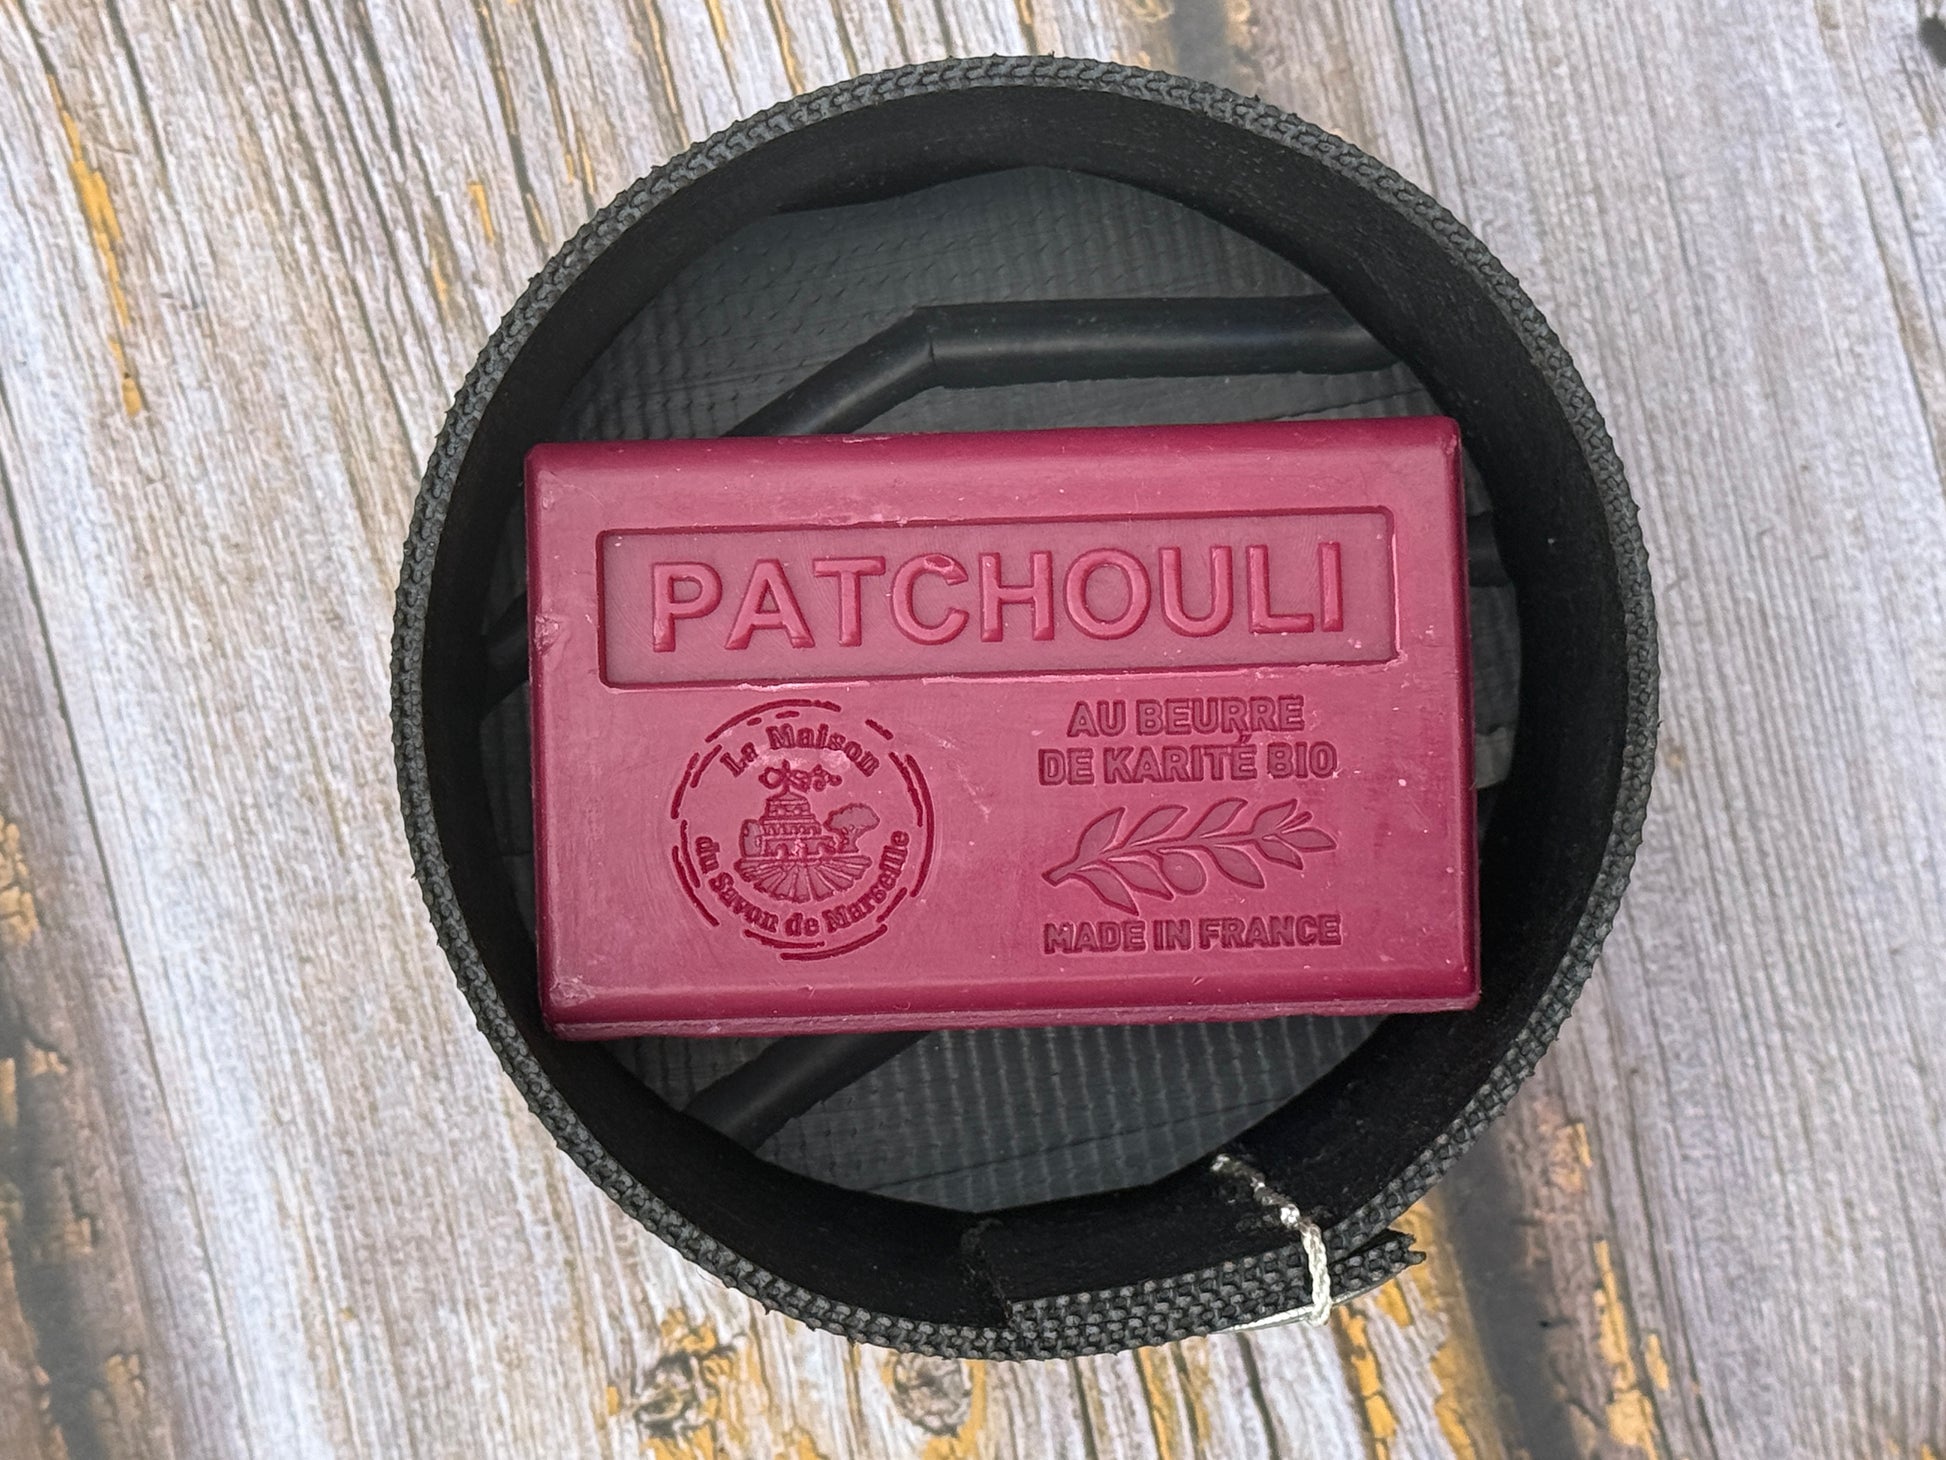 PATCHOULI
La Maison
du Savon de Marseille
AU BEURRE
DE KARITÉ BIO
MADE IN FRANCE